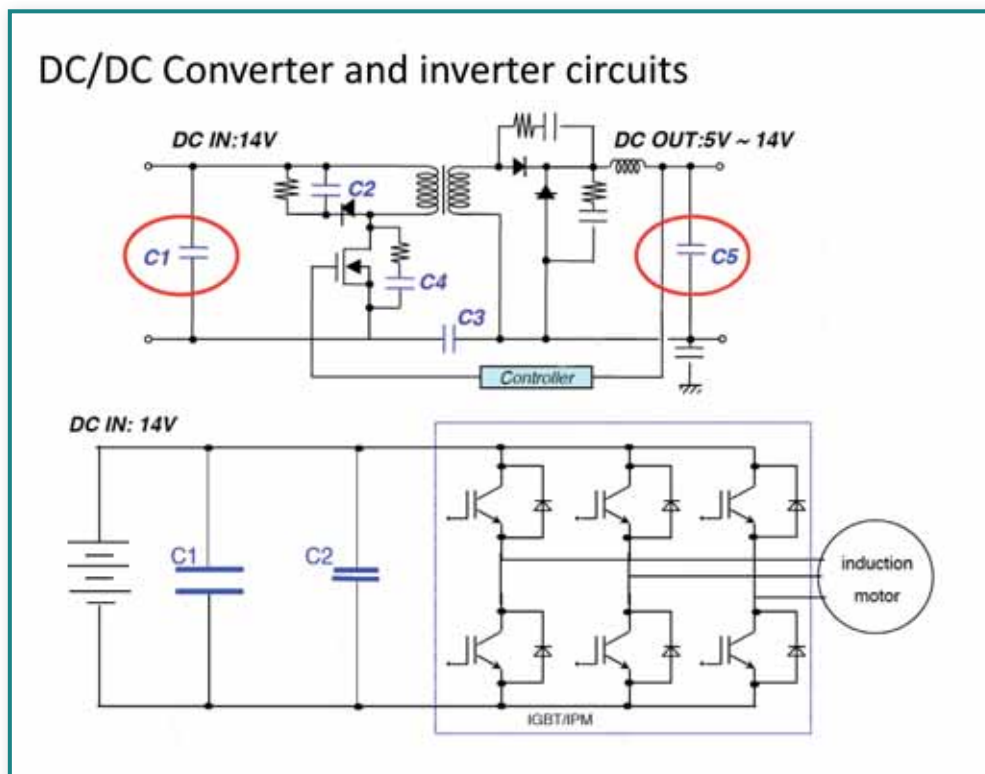 DC/DC Converter and inverter circuits
DC IN:14V
DC OUT:5V ~ 14V
C2
C1
C5
C4
C3
Controller
DC IN: 14V
C1
C2
induction
motor
IGBT/IPM